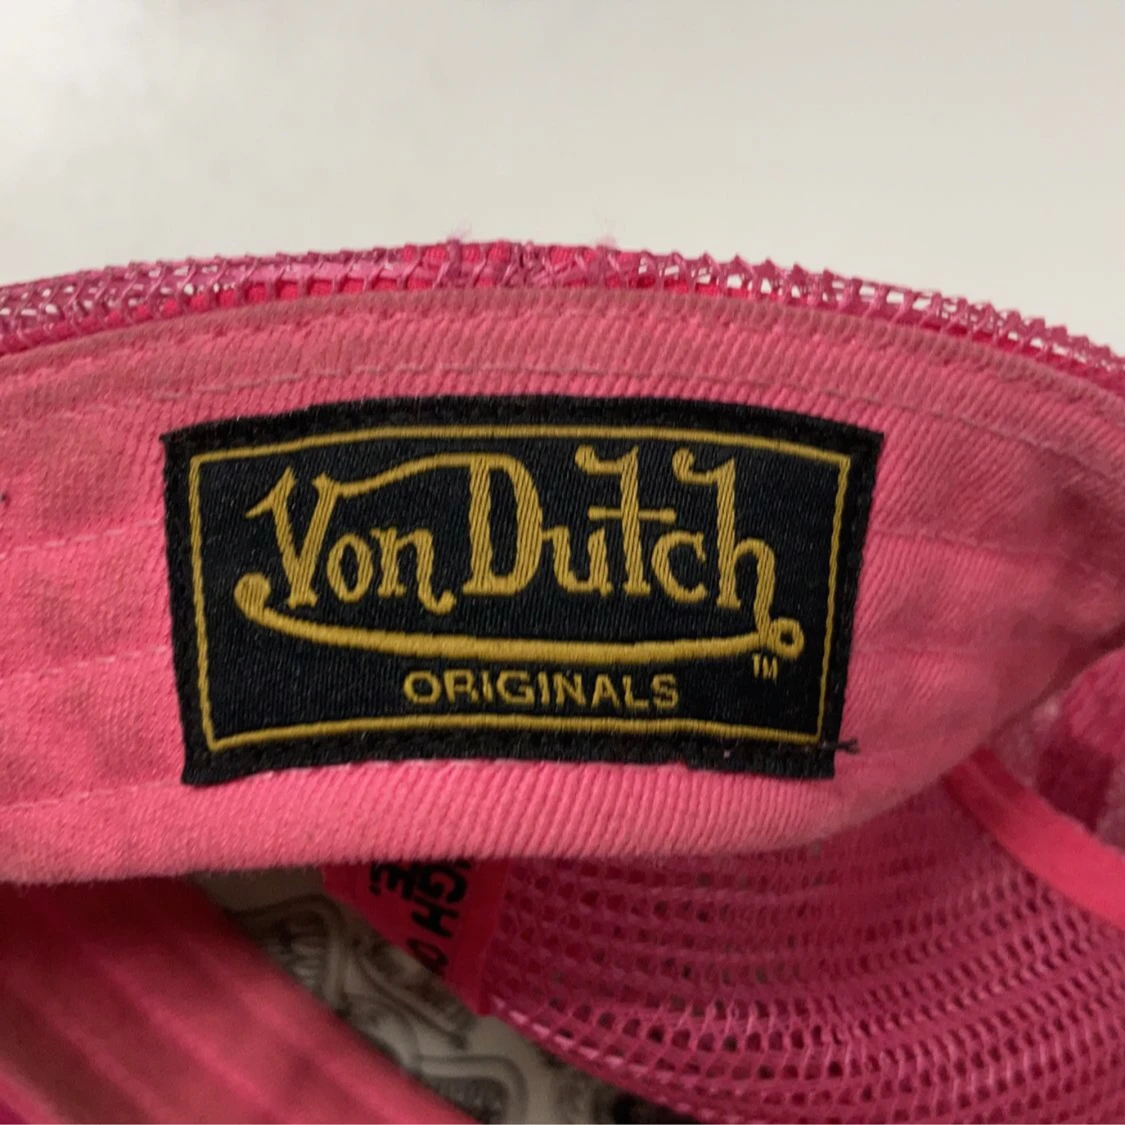 Von Dutch
TM
ORIGINALS